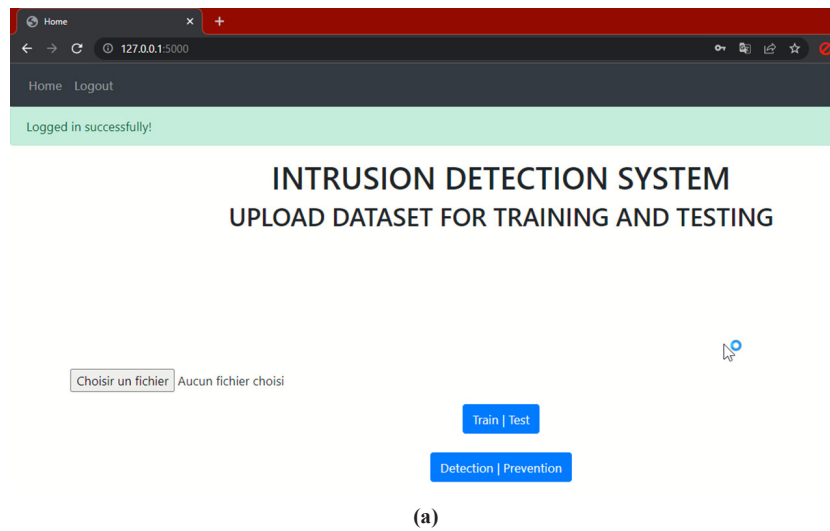 Home
127.0.0.1:5000
Home Logout
Logged in successfully!
INTRUSION DETECTION SYSTEM
UPLOAD DATASET FOR TRAINING AND TESTING
Choisir un fichier Aucun fichier choisi
Train | Test
Detection | Prevention
(a)